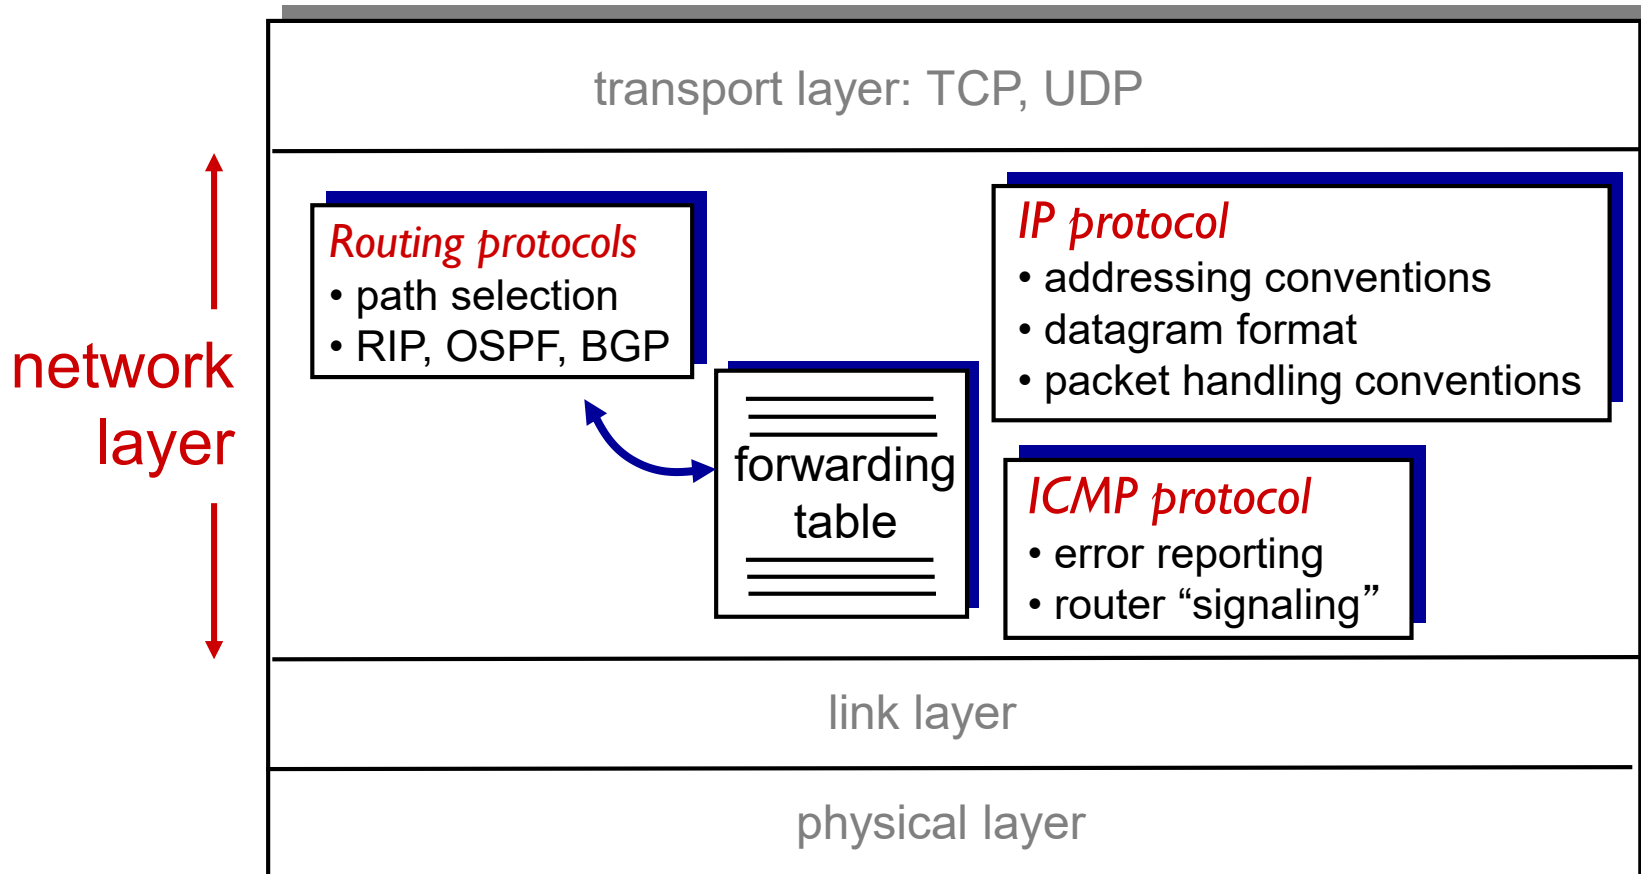 transport layer: TCP, UDP
network
layer
Routing protocols
• path selection
• RIP, OSPF, BGP
forwarding
table
IP protocol
• addressing conventions
• datagram format
• packet handling conventions
ICMP protocol
• error reporting
• router “signaling”
link layer
physical layer